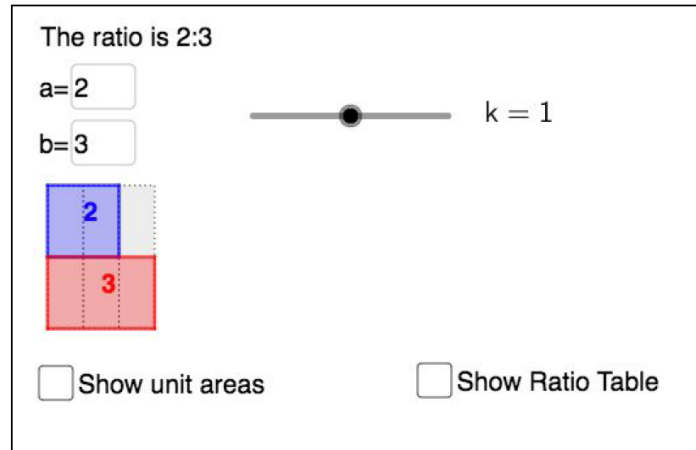 The ratio is 2:3
a= 2
k = 1
b= 3
2
3
Show unit areas
Show Ratio Table